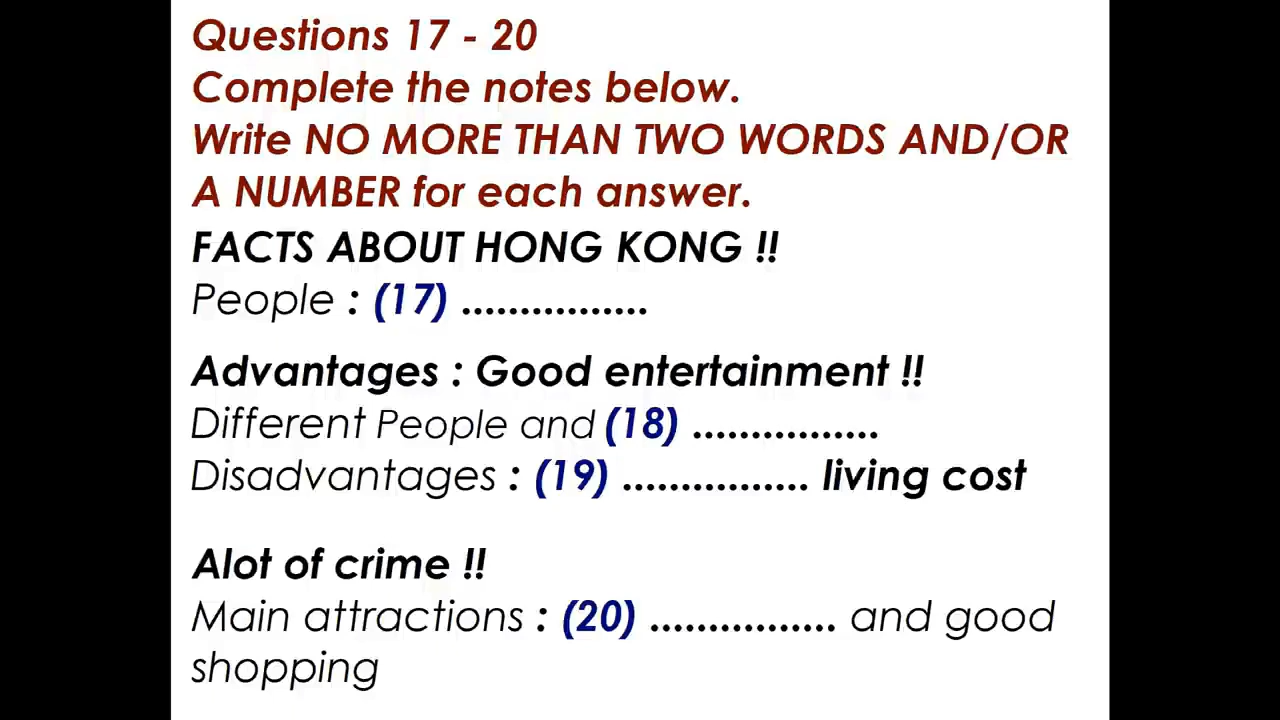 Questions 17 - 20
Complete the notes below.
Write NO MORE THAN TWO WORDS AND/OR
A NUMBER for each answer.
FACTS ABOUT HONG KONG !!
People : (17) ................
Advantages : Good entertainment !!
Different People and (18) ................
Disadvantages : (19) ................ living cost
Alot of crime !!
Main attractions : (20) ................ and good
shopping